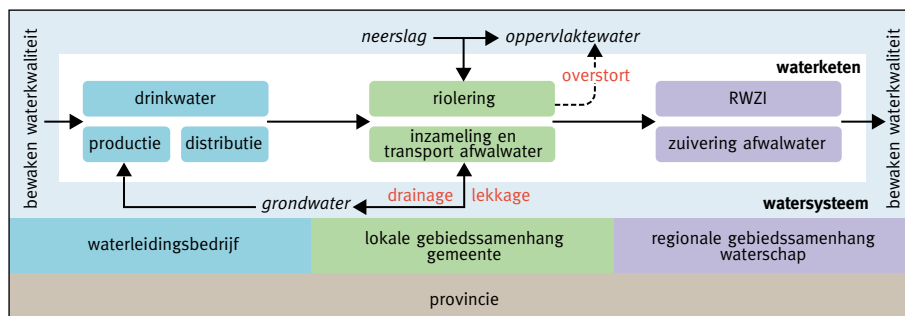 bewaken waterkwaliteit
neerslag
oppervlaktewater
overstort
waterketen
drinkwater
riolering
RWZI
productie
distributie
inzameling en
transport afwalwater
zuivering afwalwater
drainage
lekkage
grondwater
watersysteem
bewaken waterkwaliteit
waterleidingsbedrijf
lokale gebiedssamenhang
gemeente
regionale gebiedssamenhang
waterschap
provincie